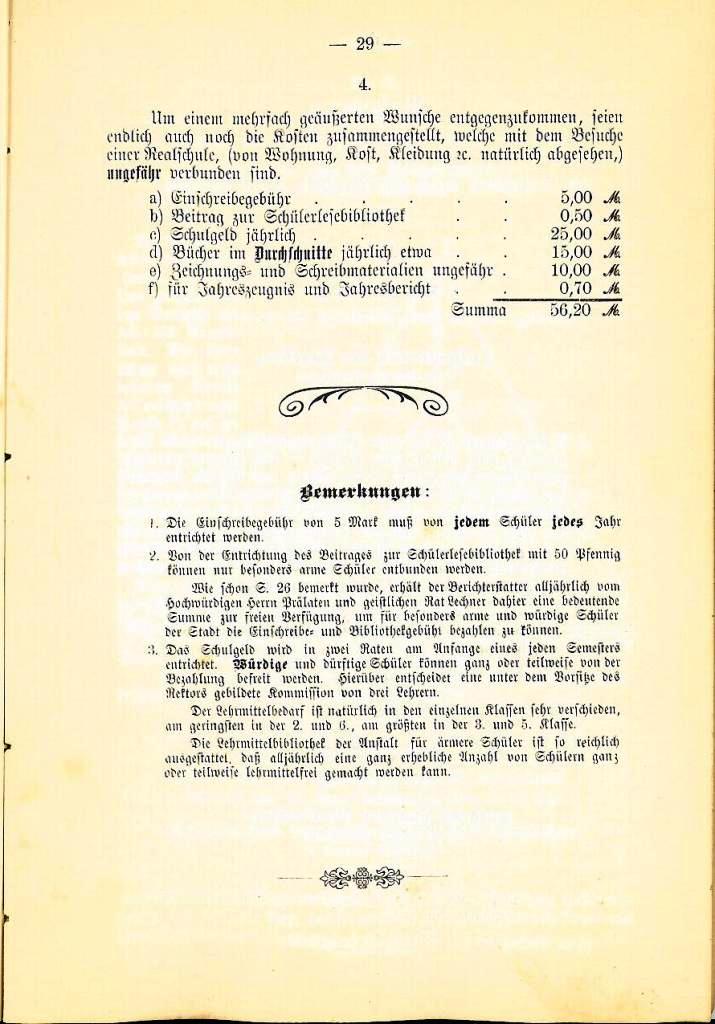 — 29 —
4.
Um einem mehrfach geäußerten Wunsche entgegenzukommen, seien
endlich auch noch die Kosten zusammengestellt, welche mit dem Besuche
einer Realschule, (von Wohnung, Kost, Kleidung ꝛc. natürlich abgesehen,)
ungefähr verbunden sind.
a) Einschreibegebühr . . . . . 5,00 ℳ.
b) Beitrag zur Schülerlesebibliothek . . 0,50 ℳ.
c) Schulgeld jährlich . . . . . 25,00 ℳ.
d) Bücher im Durchschnitte jährlich etwa . . 15,00 ℳ.
e) Zeichnungs- und Schreibmaterialien ungefähr . 10,00 ℳ.
f) für Jahreszeugnis und Jahresbericht . . 0,70 ℳ.
Summa 56,20 ℳ.
Bemerkungen:
1. Die Einschreibegebühr von 5 Mark muß von jedem Schüler jedes Jahr
entrichtet werden.
2. Von der Entrichtung des Beitrages zur Schülerlesebibliothek mit 50 Pfennig
können nur besonders arme Schüler entbunden werden.
Wie schon S. 26 bemerkt wurde, erhält der Berichterstatter alljährlich vom
Hochwürdigen Herrn Prälaten und geistlichen Rat Lechner dahier eine bedeutende
Summe zur freien Verfügung, um für besonders arme und würdige Schüler
der Stadt die Einschreibe- und Bibliothekgebühr bezahlen zu können.
3. Das Schulgeld wird in zwei Raten am Anfange eines jeden Semesters
entrichtet. Würdige und dürftige Schüler können ganz oder teilweise von der
Bezahlung befreit werden. Hierüber entscheidet eine unter dem Vorsitze des
Rektors gebildete Kommission von drei Lehrern.
Der Lehrmittelbedarf ist natürlich in den einzelnen Klassen sehr verschieden,
am geringsten in der 2. und 6., am größten in der 3. und 5. Klasse.
Die Lehrmittelbibliothek der Anstalt für ärmere Schüler ist so reichlich
ausgestattet, daß alljährlich eine ganz erhebliche Anzahl von Schülern ganz
oder teilweise lehrmittelfrei gemacht werden kann.